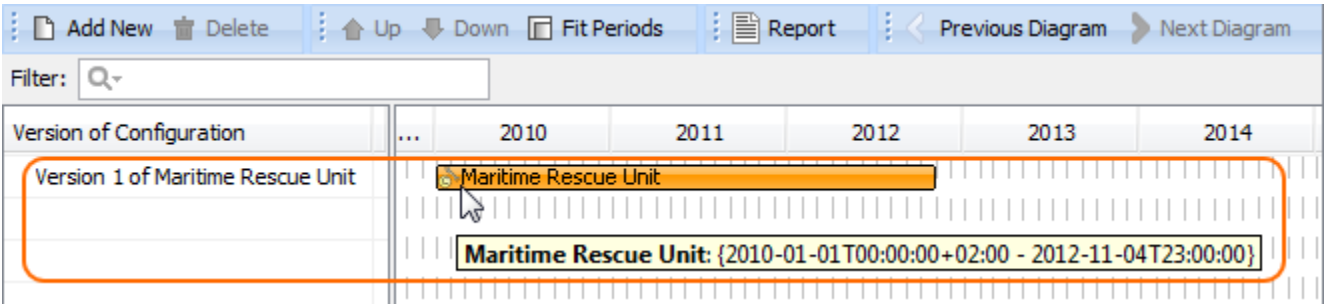 Add New Delete Up Down Fit Periods Report Previous Diagram Next Diagram
Filter:
Version of Configuration ... 2010 2011 2012 2013 2014
Version 1 of Maritime Rescue Unit Maritime Rescue Unit
Maritime Rescue Unit: {2010-01-01T00:00:00+02:00 - 2012-11-04T23:00:00}